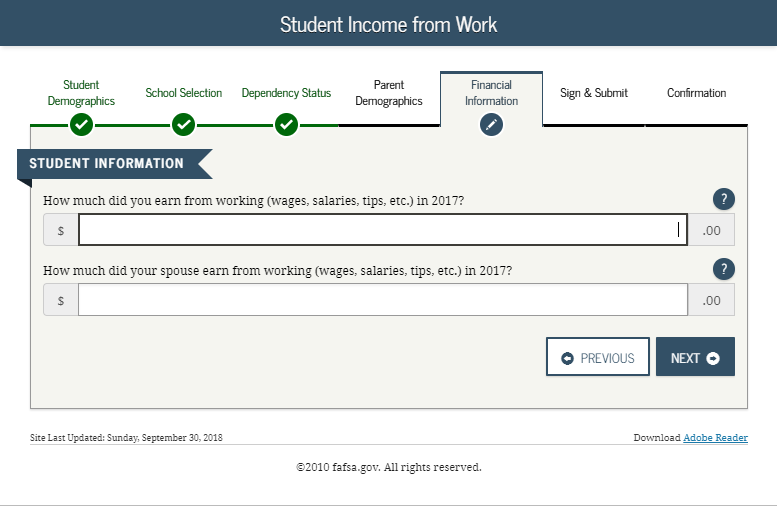 Student Income from Work
Student
Demographics
School Selection
Dependency Status
Parent
Demographics
Financial
Information
Sign & Submit
Confirmation
STUDENT INFORMATION
How much did you earn from working (wages, salaries, tips, etc.) in 2017?
?
$
.00
How much did your spouse earn from working (wages, salaries, tips, etc.) in 2017?
?
$
.00
PREVIOUS
NEXT
Site Last Updated: Sunday, September 30, 2018
Download Adobe Reader
©2010 fafsa.gov. All rights reserved.